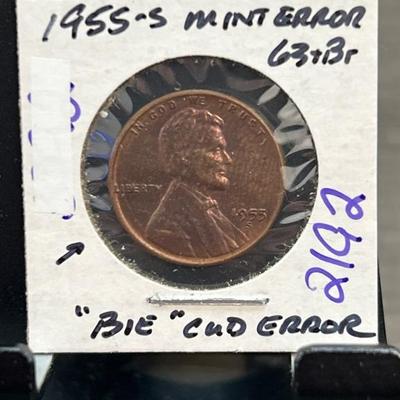 1955-S MINT ERROR
63+Br
IN GOD WE TRUST
LIBERTY
1955
S
2192
"BIE" CUD ERROR